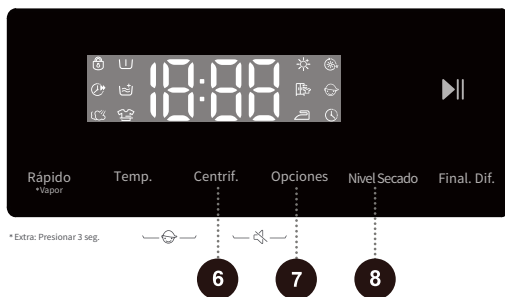 18:88
Rápido Temp. Centrif. Opciones Nivel Secado Final. Dif.
*Vapor
*Extra: Presionar 3 seg.
6 7 8